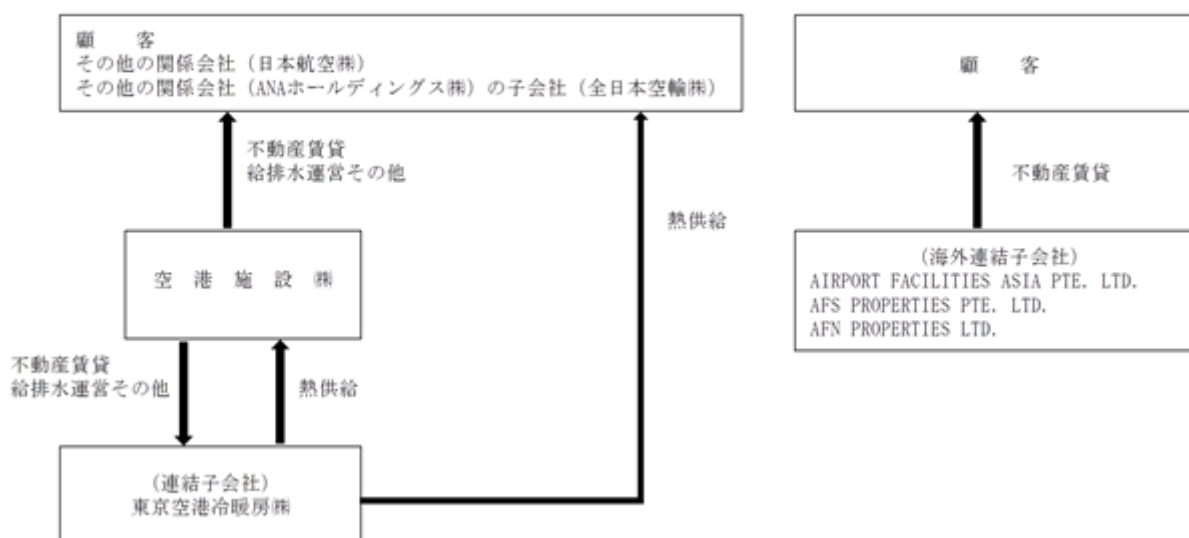 顧 客
その他の関係会社（日本航空㈱）
その他の関係会社（ANAホールディングス㈱）の子会社（全日本空輸㈱）
顧 客
不動産賃貸
給排水運営その他
不動産賃貸
熱供給
空 港 施 設 ㈱
（海外連結子会社）
AIRPORT FACILITIES ASIA PTE. LTD.
AFS PROPERTIES PTE. LTD.
AFN PROPERTIES LTD.
不動産賃貸
給排水運営その他
熱供給
（連結子会社）
東京空港冷暖房㈱